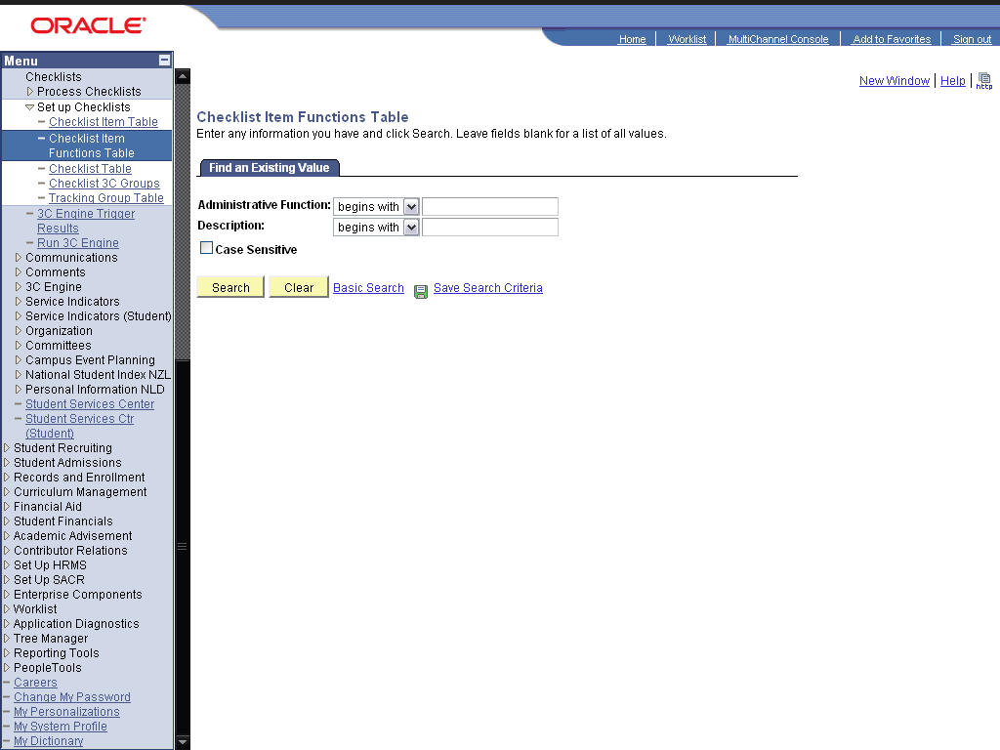 ORACLE®
Home
Worklist
MultiChannel Console
Add to Favorites
Sign out
Menu
Checklists
Process Checklists
Set up Checklists
Checklist Item Table
Checklist Item
Functions Table
Checklist Table
Checklist 3C Groups
Tracking Group Table
3C Engine Trigger
Results
Run 3C Engine
Communications
Comments
3C Engine
Service Indicators
Service Indicators (Student)
Organization
Committees
Campus Event Planning
National Student Index NZL
Personal Information NLD
Student Services Center
Student Services Ctr
(Student)
Student Recruiting
Student Admissions
Records and Enrollment
Curriculum Management
Financial Aid
Student Financials
Academic Advisement
Contributor Relations
Set Up HRMS
Set Up SACR
Enterprise Components
Worklist
Application Diagnostics
Tree Manager
Reporting Tools
PeopleTools
Careers
Change My Password
My Personalizations
My System Profile
My Dictionary
New Window | Help | http
Checklist Item Functions Table
Enter any information you have and click Search. Leave fields blank for a list of all values.
Find an Existing Value
Administrative Function: begins with
Description: begins with
Case Sensitive
Search Clear Basic Search Save Search Criteria